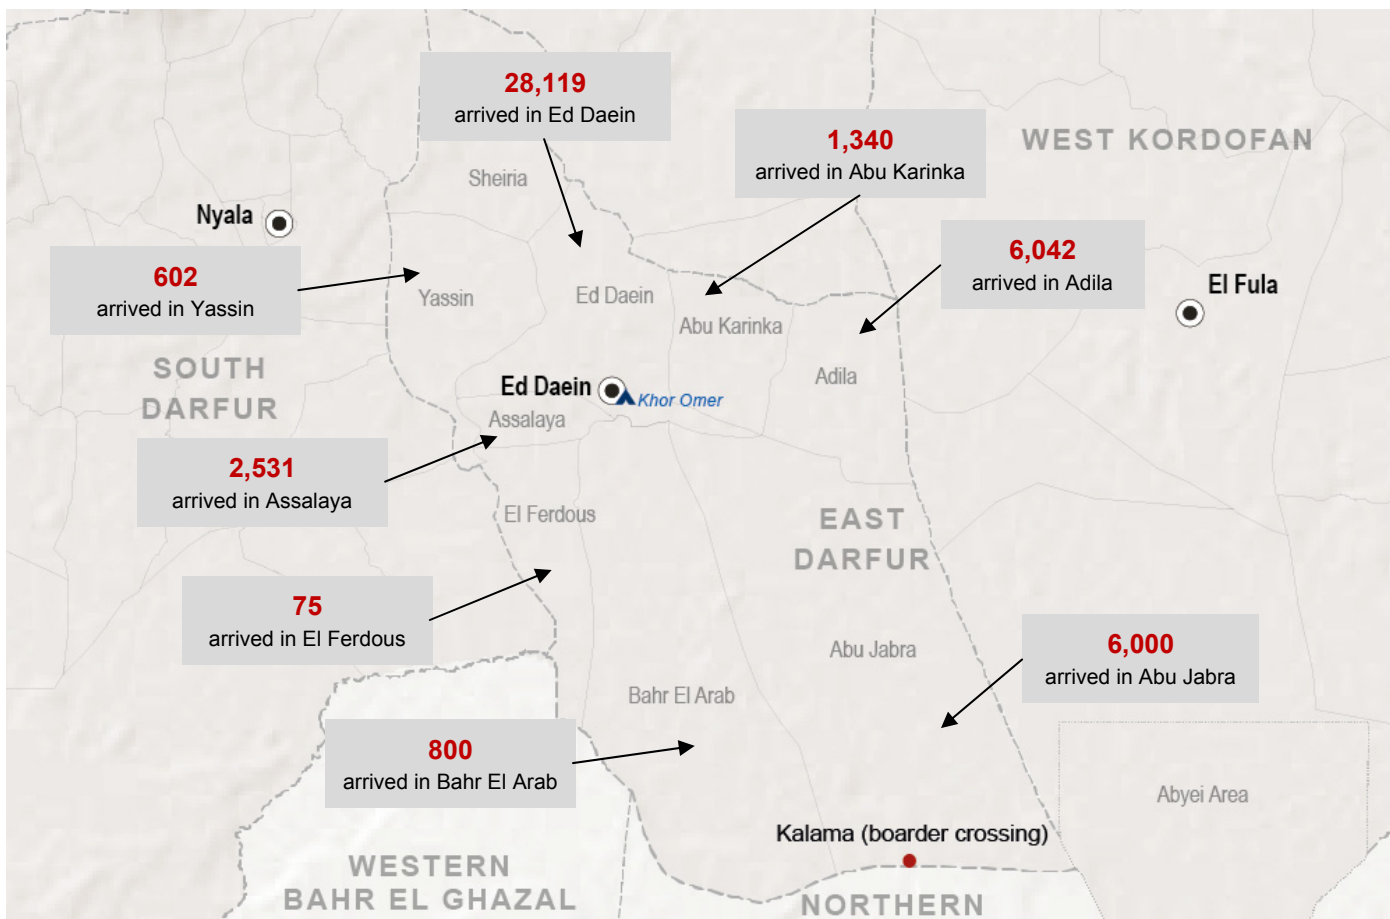 28,119
arrived in Ed Daein
1,340
arrived in Abu Karinka
WEST KORDOFAN
Sheiria
Nyala
6,042
arrived in Adila
602
arrived in Yassin
Yassin
Ed Daein
Abu Karinka
El Fula
SOUTH
DARFUR
Ed Daein
Khor Omer
Adila
Assalaya
2,531
arrived in Assalaya
El Ferdous
EAST
DARFUR
75
arrived in El Ferdous
Abu Jabra
6,000
arrived in Abu Jabra
Bahr El Arab
800
arrived in Bahr El Arab
Abyei Area
Kalama (boarder crossing)
WESTERN
BAHR EL GHAZAL
NORTHERN